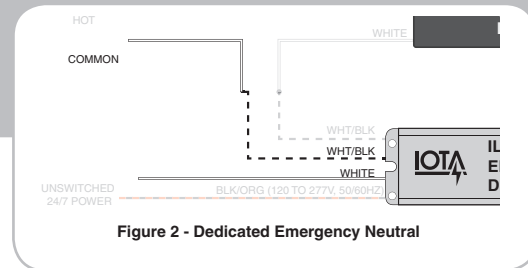 HOT
WHITE
COMMON
WHT/BLK
WHT/BLK
WHITE
UNSWITCHED
24/7 POWER
BLK/ORG (120 TO 277V, 50/60HZ)
IOTA
IL
E
D
Figure 2 - Dedicated Emergency Neutral